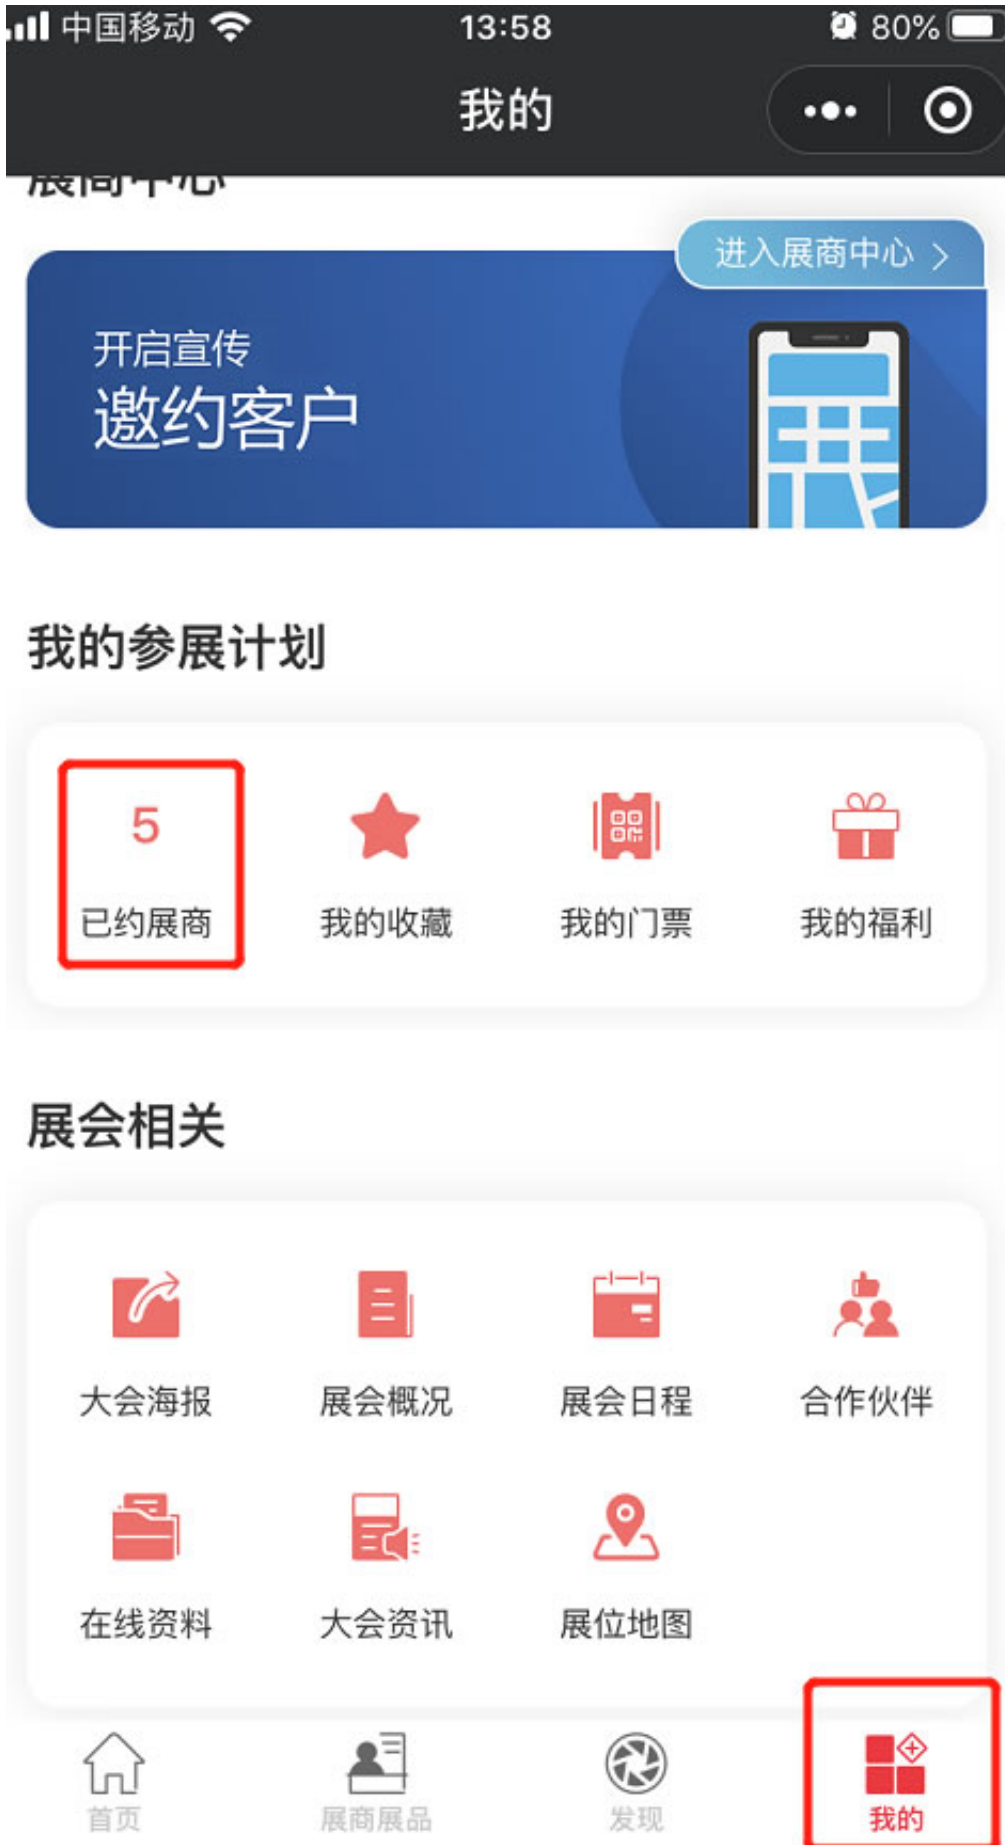 中国移动 13:58 80%
我的
展商中心
进入展商中心
开启宣传
邀约客户
我的参展计划
5
已约展商 我的收藏 我的门票 我的福利
展会相关
大会海报 展会概况 展会日程 合作伙伴
在线资料 大会资讯 展位地图
首页 展商展品 发现 我的